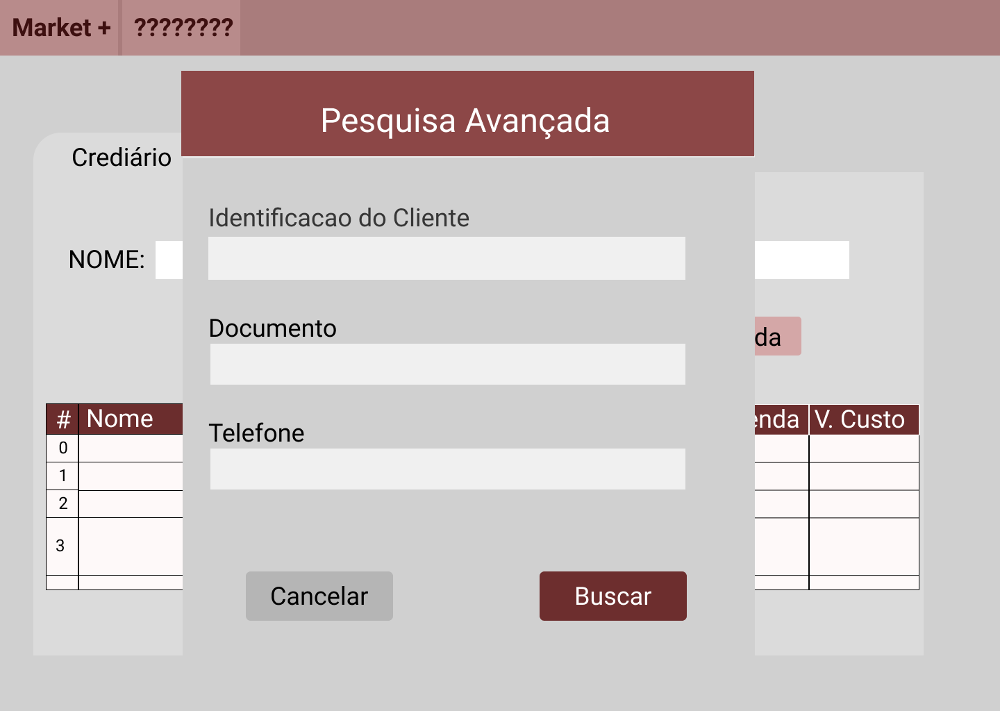 Market + ????????
Pesquisa Avançada
Crediário
Identificacao do Cliente
NOME:
Documento
da
Telefone
# Nome enda V. Custo
0
1
2
3
Cancelar Buscar